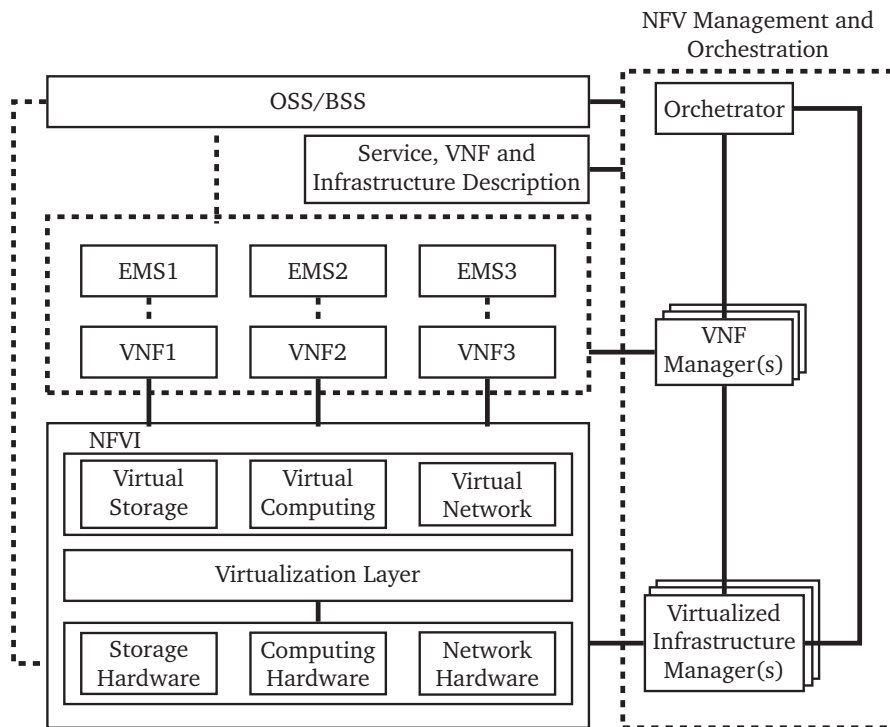 NFV Management and
Orchestration
OSS/BSS
Orchetrator
Service, VNF and
Infrastructure Description
EMS1
EMS2
EMS3
VNF1
VNF2
VNF3
VNF
Manager(s)
NFVI
Virtual
Storage
Virtual
Computing
Virtual
Network
Virtualization Layer
Storage
Hardware
Computing
Hardware
Network
Hardware
Virtualized
Infrastructure
Manager(s)